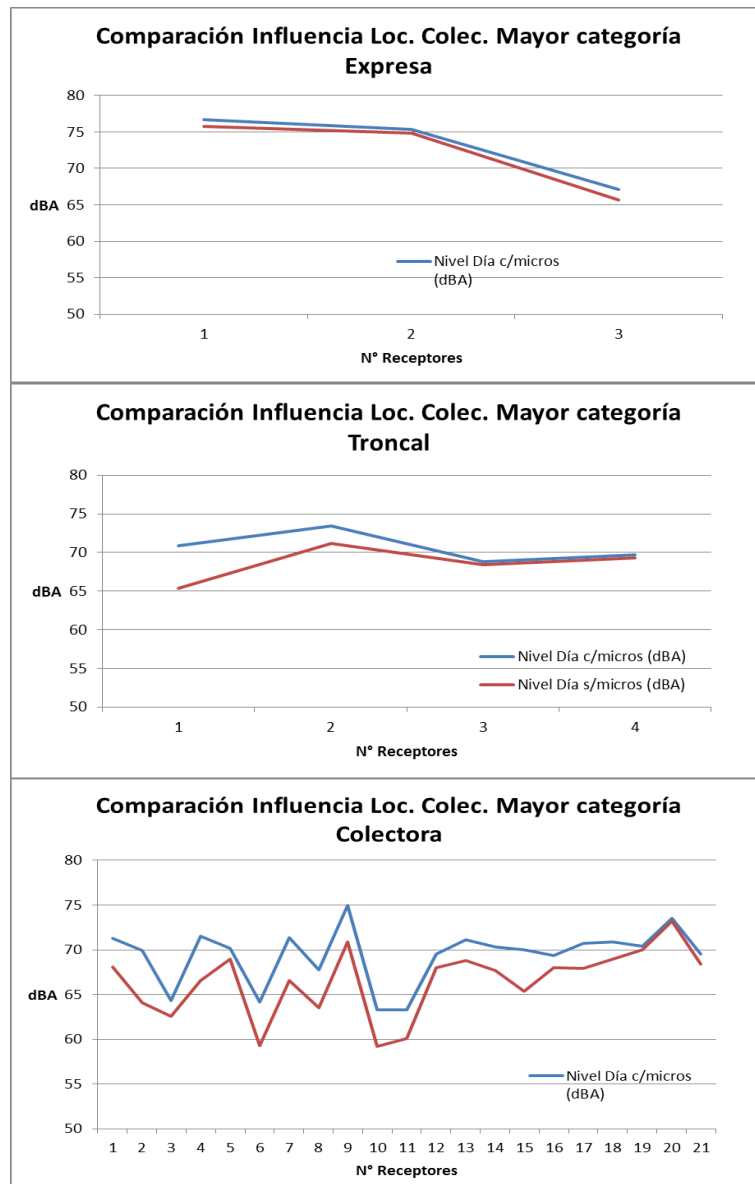 Comparación Influencia Loc. Colec. Mayor categoría
Expresa
80
75
70
dBA
65
60
Nivel Día c/micros
(dBA)
55
50
1 2 3
N° Receptores
Comparación Influencia Loc. Colec. Mayor categoría
Troncal
80
75
70
dBA
65
60
Nivel Día c/micros (dBA)
55
Nivel Día s/micros (dBA)
50
1 2 3 4
N° Receptores
Comparación Influencia Loc. Colec. Mayor categoría
Colectora
80
75
70
dBA
65
60
55
Nivel Día c/micros
(dBA)
50
1 2 3 4 5 6 7 8 9 10 11 12 13 14 15 16 17 18 19 20 21
N° Receptores